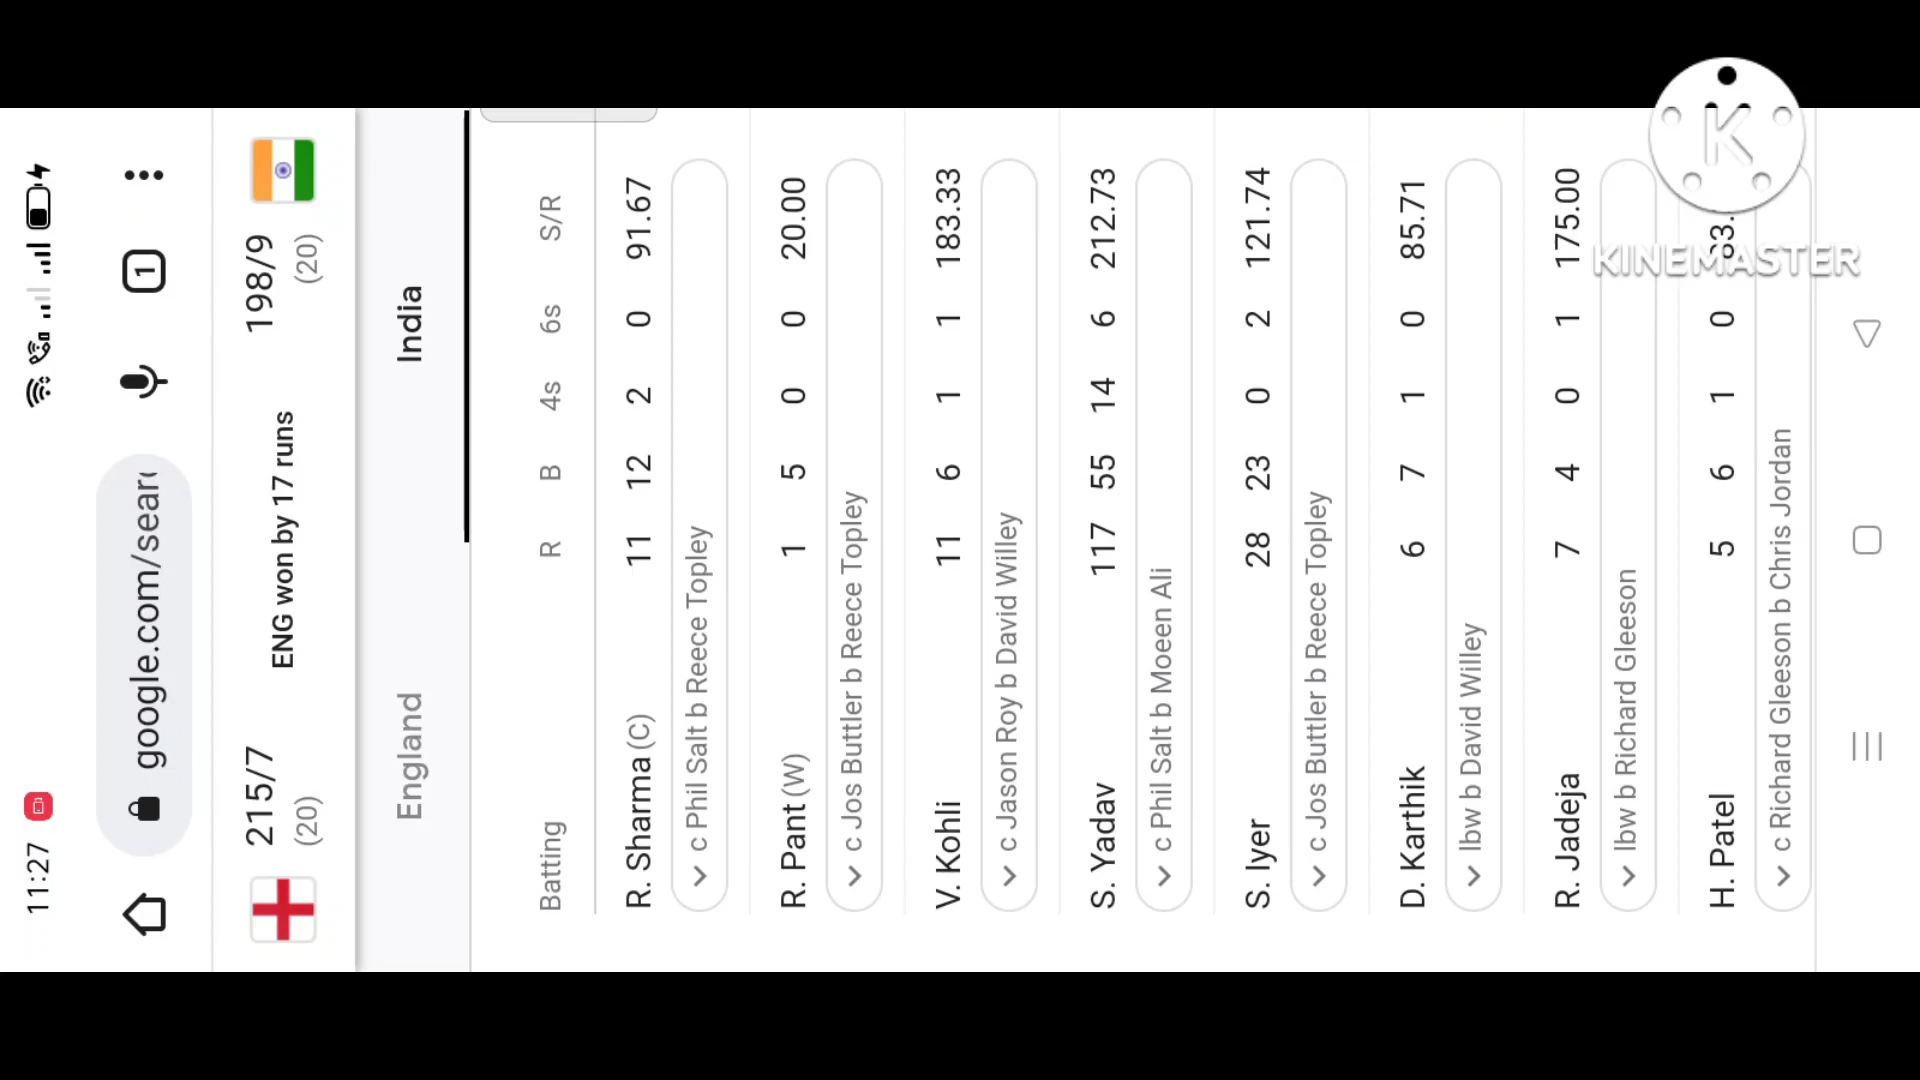 11:27
google.com/sear
1
215/7
(20)
ENG won by 17 runs
198/9
(20)
England India
Batting R B 4s 6s S/R
R. Sharma (C) 11 12 2 0 91.67
c Phil Salt b Reece Topley
R. Pant (W) 1 5 0 0 20.00
c Jos Buttler b Reece Topley
V. Kohli 11 6 1 1 183.33
c Jason Roy b David Willey
S. Yadav 117 55 14 6 212.73
c Phil Salt b Moeen Ali
S. Iyer 28 23 0 2 121.74
c Jos Buttler b Reece Topley
D. Karthik 6 7 1 0 85.71
lbw b David Willey
R. Jadeja 7 4 0 1 175.00
lbw b Richard Gleeson
H. Patel 5 6 1 0
c Richard Gleeson b Chris Jordan
K
KINEMASTER